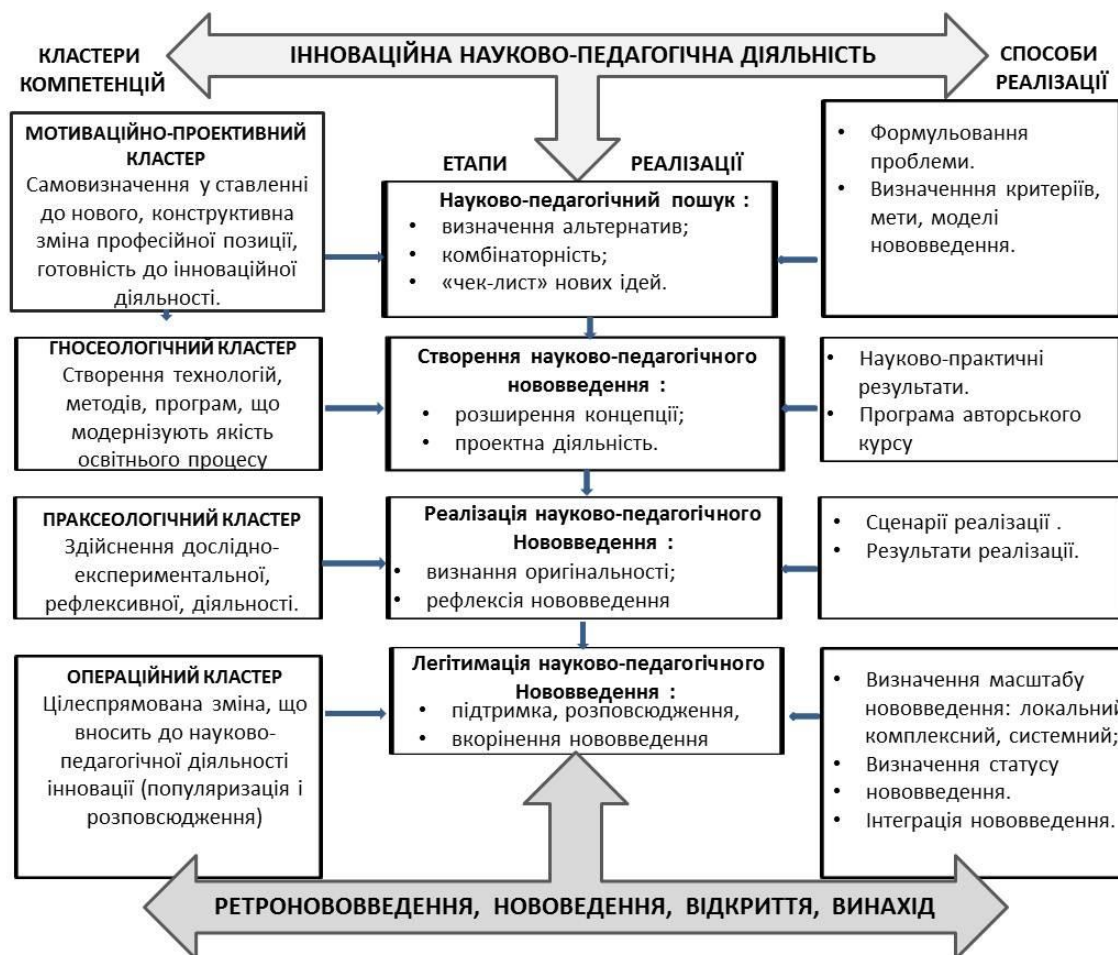 ІННОВАЦІЙНА НАУКОВО-ПЕДАГОГІЧНА ДІЯЛЬНІСТЬ
КЛАСТЕРИ
КОМПЕТЕНЦІЙ
СПОСОБИ
РЕАЛІЗАЦІЇ
ЕТАПИ РЕАЛІЗАЦІЇ
МОТИВАЦІЙНО-ПРОЕКТИВНИЙ
КЛАСТЕР
Самовизначення у ставленні
до нового, конструктивна
зміна професійної позиції,
готовність до інноваційної
діяльності.
Науково-педагогічний пошук :
• визначення альтернатив;
• комбінаторність;
• «чек-лист» нових ідей.
• Формульовання
проблеми.
• Визначенння критеріїв,
мети, моделі
нововведення.
ГНОСЕОЛОГІЧНИЙ КЛАСТЕР
Створення технологій,
методів, програм, що
модернізують якість
освітнього процесу
Створення науково-педагогічного
нововведення :
• розширення концепції;
• проектна діяльність.
• Науково-практичні
результати.
• Програма авторського
курсу
ПРАКСЕОЛОГІЧНИЙ КЛАСТЕР
Здійснення дослідно-
експериментальної,
рефлексивної, діяльності.
Реалізація науково-педагогічного
Нововведення :
• визнання оригінальності;
• рефлексія нововведення
• Сценарії реалізації .
• Результати реалізації.
ОПЕРАЦІЙНИЙ КЛАСТЕР
Цілеспрямована зміна, що
вносить до науково-
педагогічної діяльності
інновації (популяризація і
розповсюдження)
Легітимація науково-педагогічного
Нововведення :
• підтримка, розповсюдження,
• вкорінення нововведення
• Визначення масштабу
нововведення: локальний
комплексний, системний;
• Визначення статусу
• нововведення.
• Інтеграція нововведення.
РЕТРОНОВОВВЕДЕННЯ, НОВОВЕДЕННЯ, ВІДКРИТТЯ, ВИНАХІД